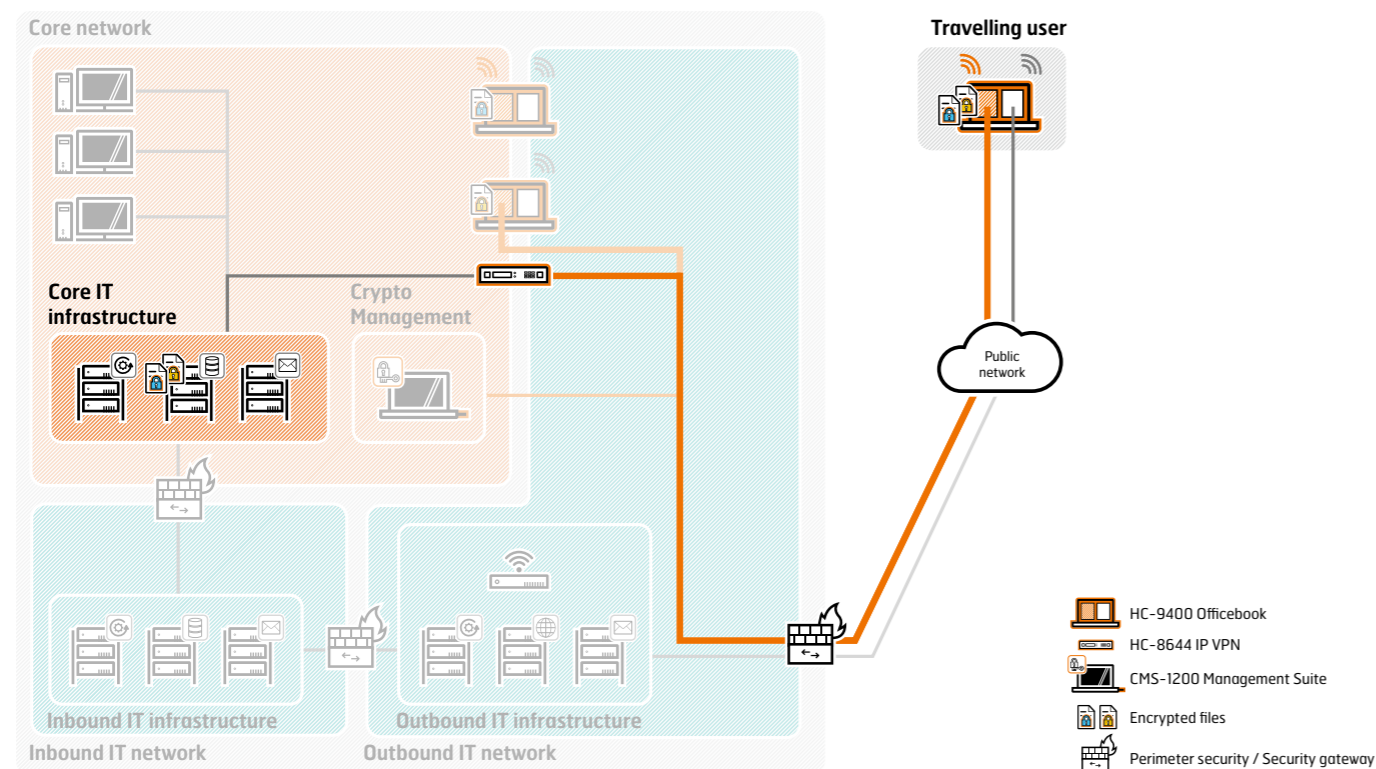 Core network
Travelling user
Core IT
infrastructure
Crypto
Management
Public
network
Inbound IT infrastructure
Outbound IT infrastructure
Inbound IT network
Outbound IT network
HC-9400 Officebook
HC-8644 IP VPN
CMS-1200 Management Suite
Encrypted files
Perimeter security / Security gateway